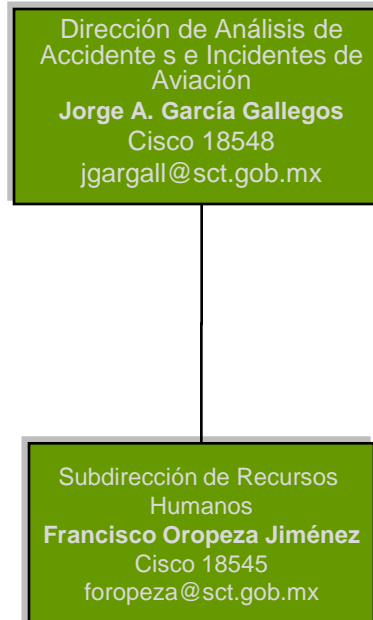 Dirección de Análisis de
Accidente s e Incidentes de
Aviación
Jorge A. García Gallegos
Cisco 18548
jgargall@sct.gob.mx
Subdirección de Recursos
Humanos
Francisco Oropeza Jiménez
Cisco 18545
foropeza@sct.gob.mx